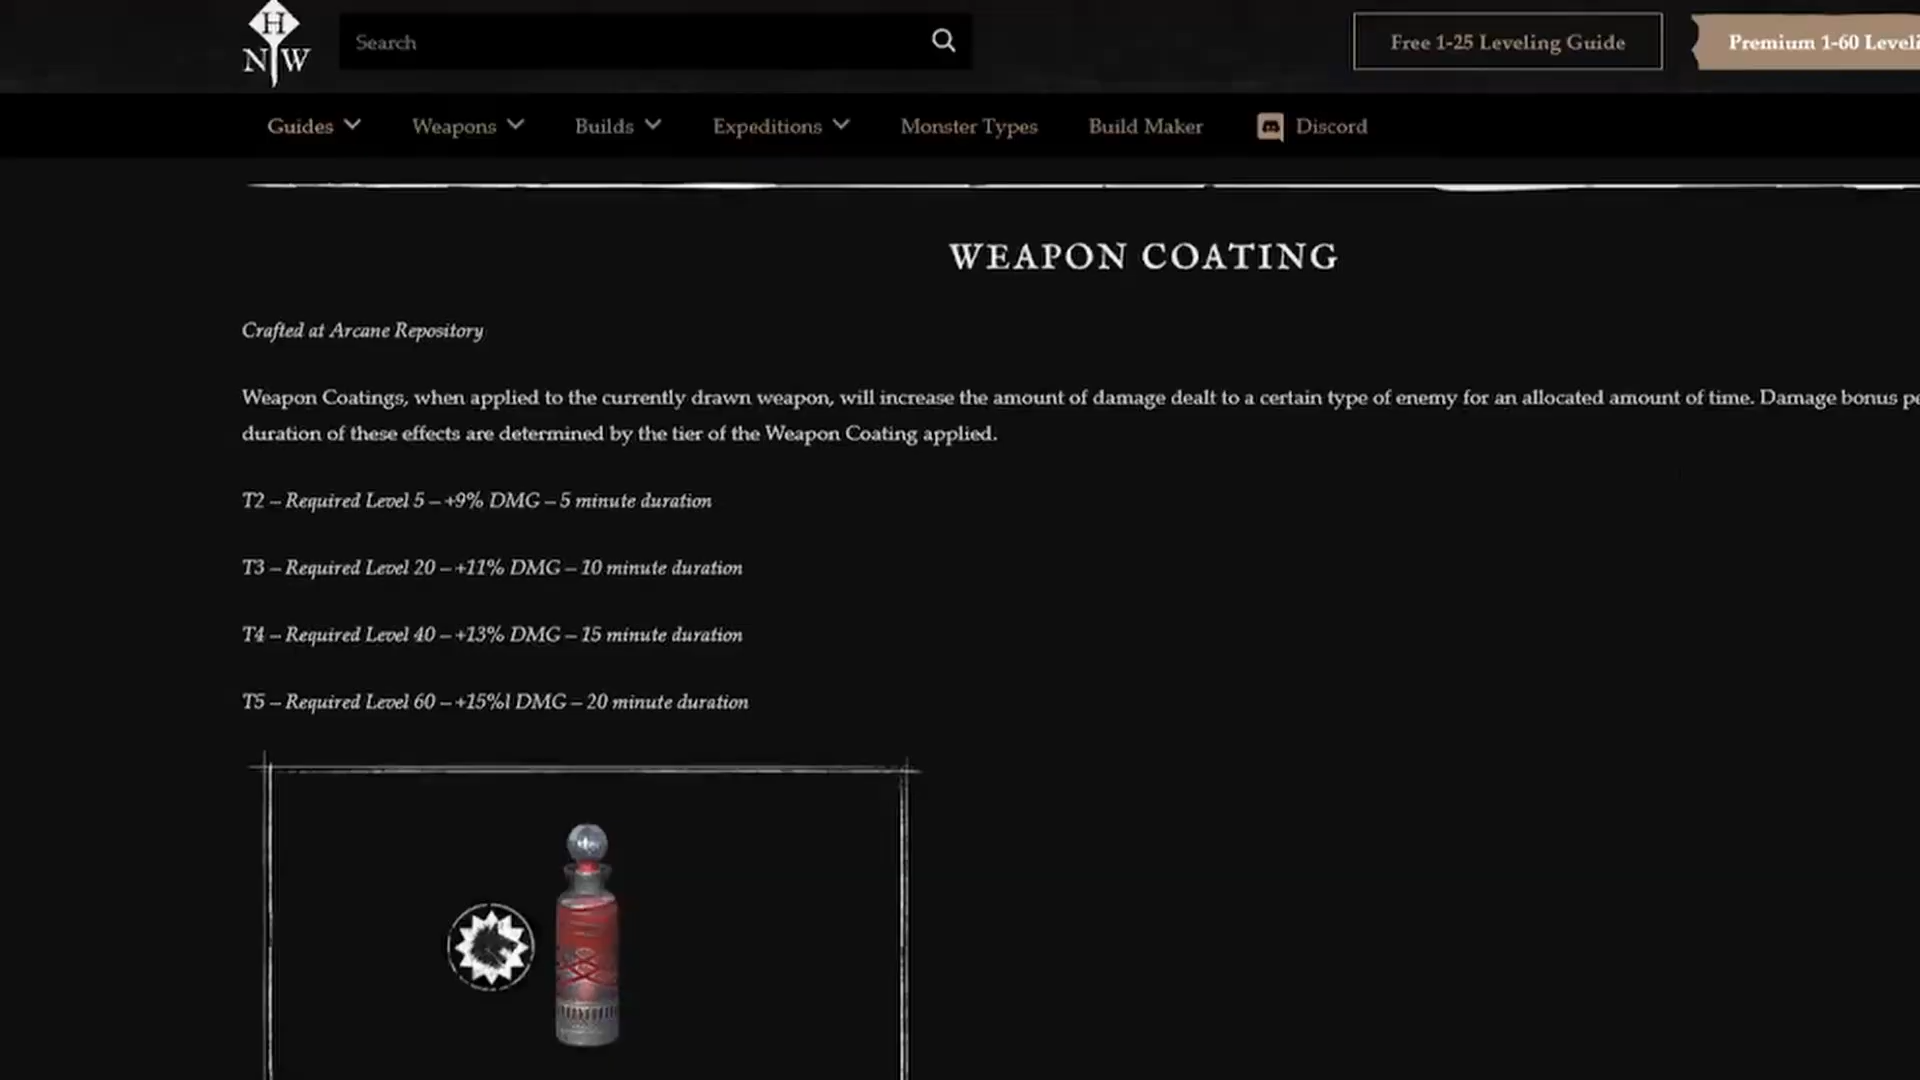 H
N W
Search
Free 1-25 Leveling Guide
Premium 1-60
Guides
Weapons
Builds
Expeditions
Monster Types
Build Maker
Discord
WEAPON COATING
Crafted at Arcane Repository
Weapon Coatings, when applied to the currently drawn weapon, will increase the amount of damage dealt to a certain type of enemy for an allocated amount of time. Damage bonus
duration of these effects are determined by the tier of the Weapon Coating applied.
T2 – Required Level 5 – +9% DMG – 5 minute duration
T3 – Required Level 20 – +11% DMG – 10 minute duration
T4 – Required Level 40 – +13% DMG – 15 minute duration
T5 – Required Level 60 – +15%l DMG – 20 minute duration